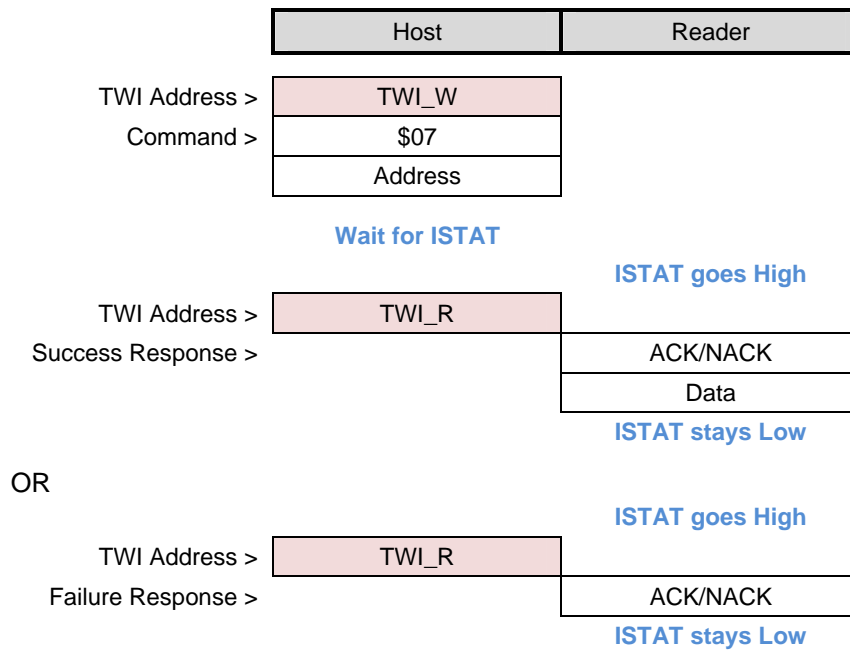 Host Reader
TWI Address > TWI_W
Command > $07
Address
Wait for ISTAT
ISTAT goes High
TWI Address > TWI_R
Success Response > ACK/NACK
Data
ISTAT stays Low
OR
ISTAT goes High
TWI Address > TWI_R
Failure Response > ACK/NACK
ISTAT stays Low